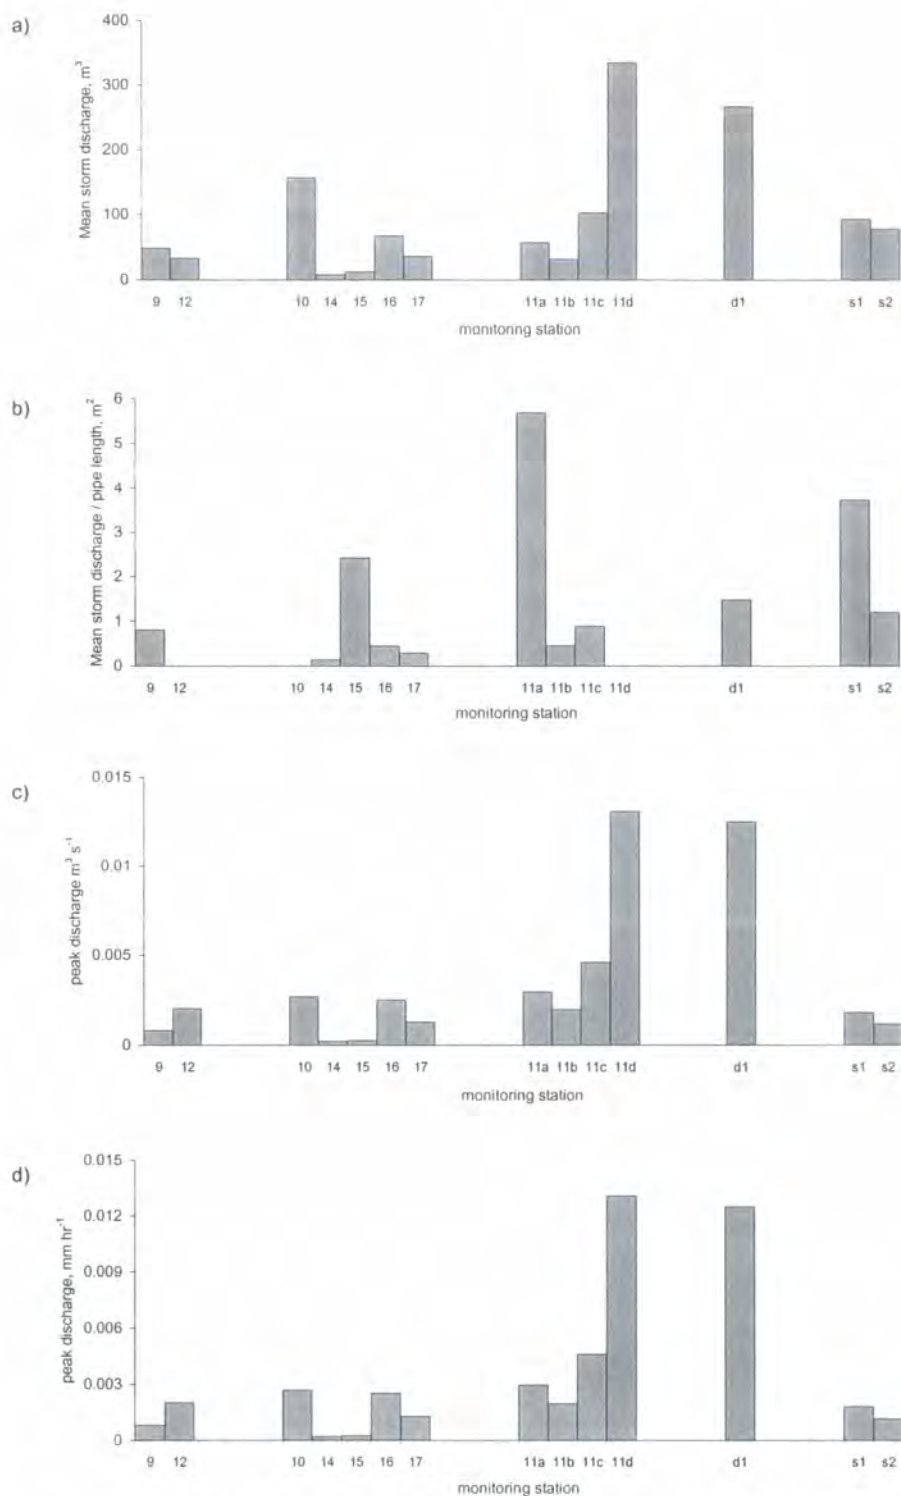 a)
Mean storm discharge, m³
400
300
200
100
0
9 12 10 14 15 16 17 11a 11b 11c 11d d1 s1 s2
monitoring station
b)
Mean storm discharge / pipe length, m²
6
5
4
3
2
1
0
9 12 10 14 15 16 17 11a 11b 11c 11d d1 s1 s2
monitoring station
c)
peak discharge m³ s⁻¹
0.015
0.01
0.005
0
9 12 10 14 15 16 17 11a 11b 11c 11d d1 s1 s2
monitoring station
d)
peak discharge, mm hr⁻¹
0.015
0.012
0.009
0.006
0.003
0
9 12 10 14 15 16 17 11a 11b 11c 11d d1 s1 s2
monitoring station